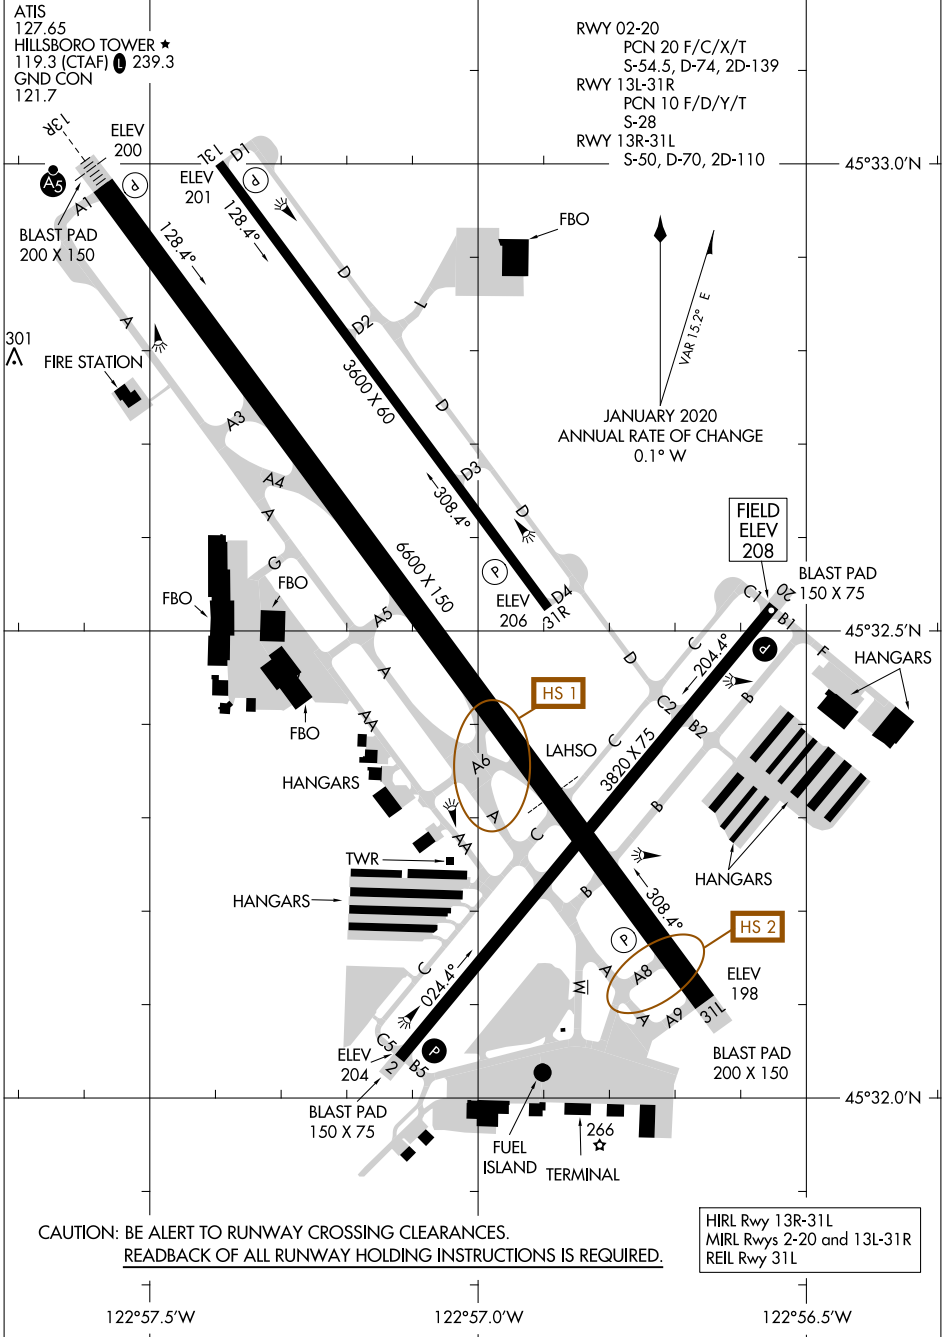 ATIS
127.65
HILLSBORO TOWER ★
119.3 (CTAF) L 239.3
GND CON
121.7
RWY 02-20
PCN 20 F/C/X/T
S-54.5, D-74, 2D-139
RWY 13L-31R
PCN 10 F/D/Y/T
S-28
RWY 13R-31L
S-50, D-70, 2D-110
13R
ELEV
200
A5
P
A1
BLAST PAD
200 X 150
128.4°
13L
D1
ELEV
201
P
128.4°
45°33.0'N
FBO
D
L
D2
A
301
FIRE STATION
3600 X 60
VAR 15.2° E
JANUARY 2020
ANNUAL RATE OF CHANGE
0.1° W
D
A3
A4
A
D3
308.4°
D
FIELD
ELEV
208
6600 X 150
G
FBO
FBO
FBO
P
ELEV
206
D4
31R
C1
20
BLAST PAD
150 X 75
B1
F
45°32.5'N
HANGARS
A5
A
AA
D
C
204.4°
P
B
HS 1
C2
B2
C
LAHSO
3820 X 75
A6
HANGARS
A
C
B
AA
TWR
HANGARS
HANGARS
B
308.4°
HS 2
P
C
024.4°
A
A8
M
A
A9
31L
ELEV
198
C5
2
B5
P
ELEV
204
BLAST PAD
200 X 150
45°32.0'N
BLAST PAD
150 X 75
FUEL
ISLAND
266
TERMINAL
CAUTION: BE ALERT TO RUNWAY CROSSING CLEARANCES.
READBACK OF ALL RUNWAY HOLDING INSTRUCTIONS IS REQUIRED.
HIRL Rwy 13R-31L
MIRL Rwys 2-20 and 13L-31R
REIL Rwy 31L
122°57.5'W
122°57.0'W
122°56.5'W